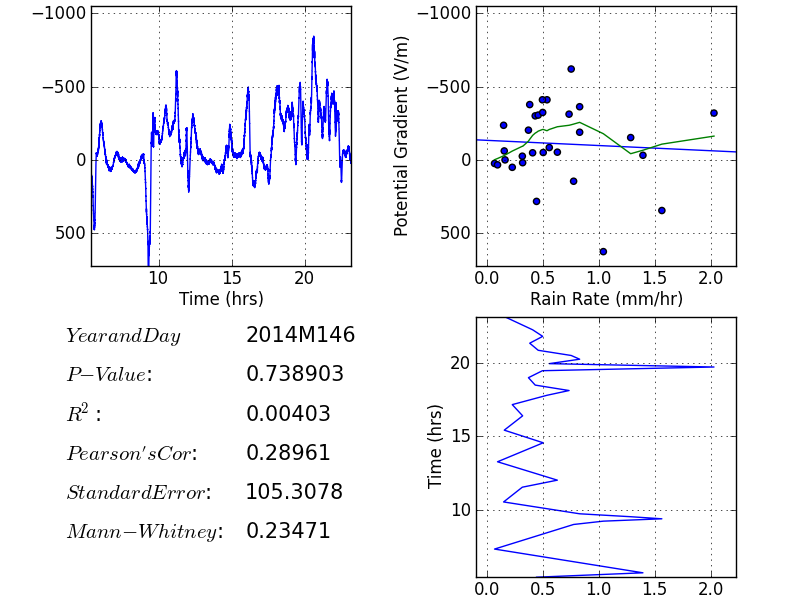 −1000
−500
0
500
10
15
20
Time (hrs)
Potential Gradient (V/m)
−1000
−500
0
500
0.0
0.5
1.0
1.5
2.0
Rain Rate (mm/hr)
YearandDay 2014M146
P−Value: 0.738903
R² : 0.00403
Pearson′sCor: 0.28961
StandardError: 105.3078
Mann−Whitney: 0.23471
Time (hrs)
20
15
10
0.0
0.5
1.0
1.5
2.0